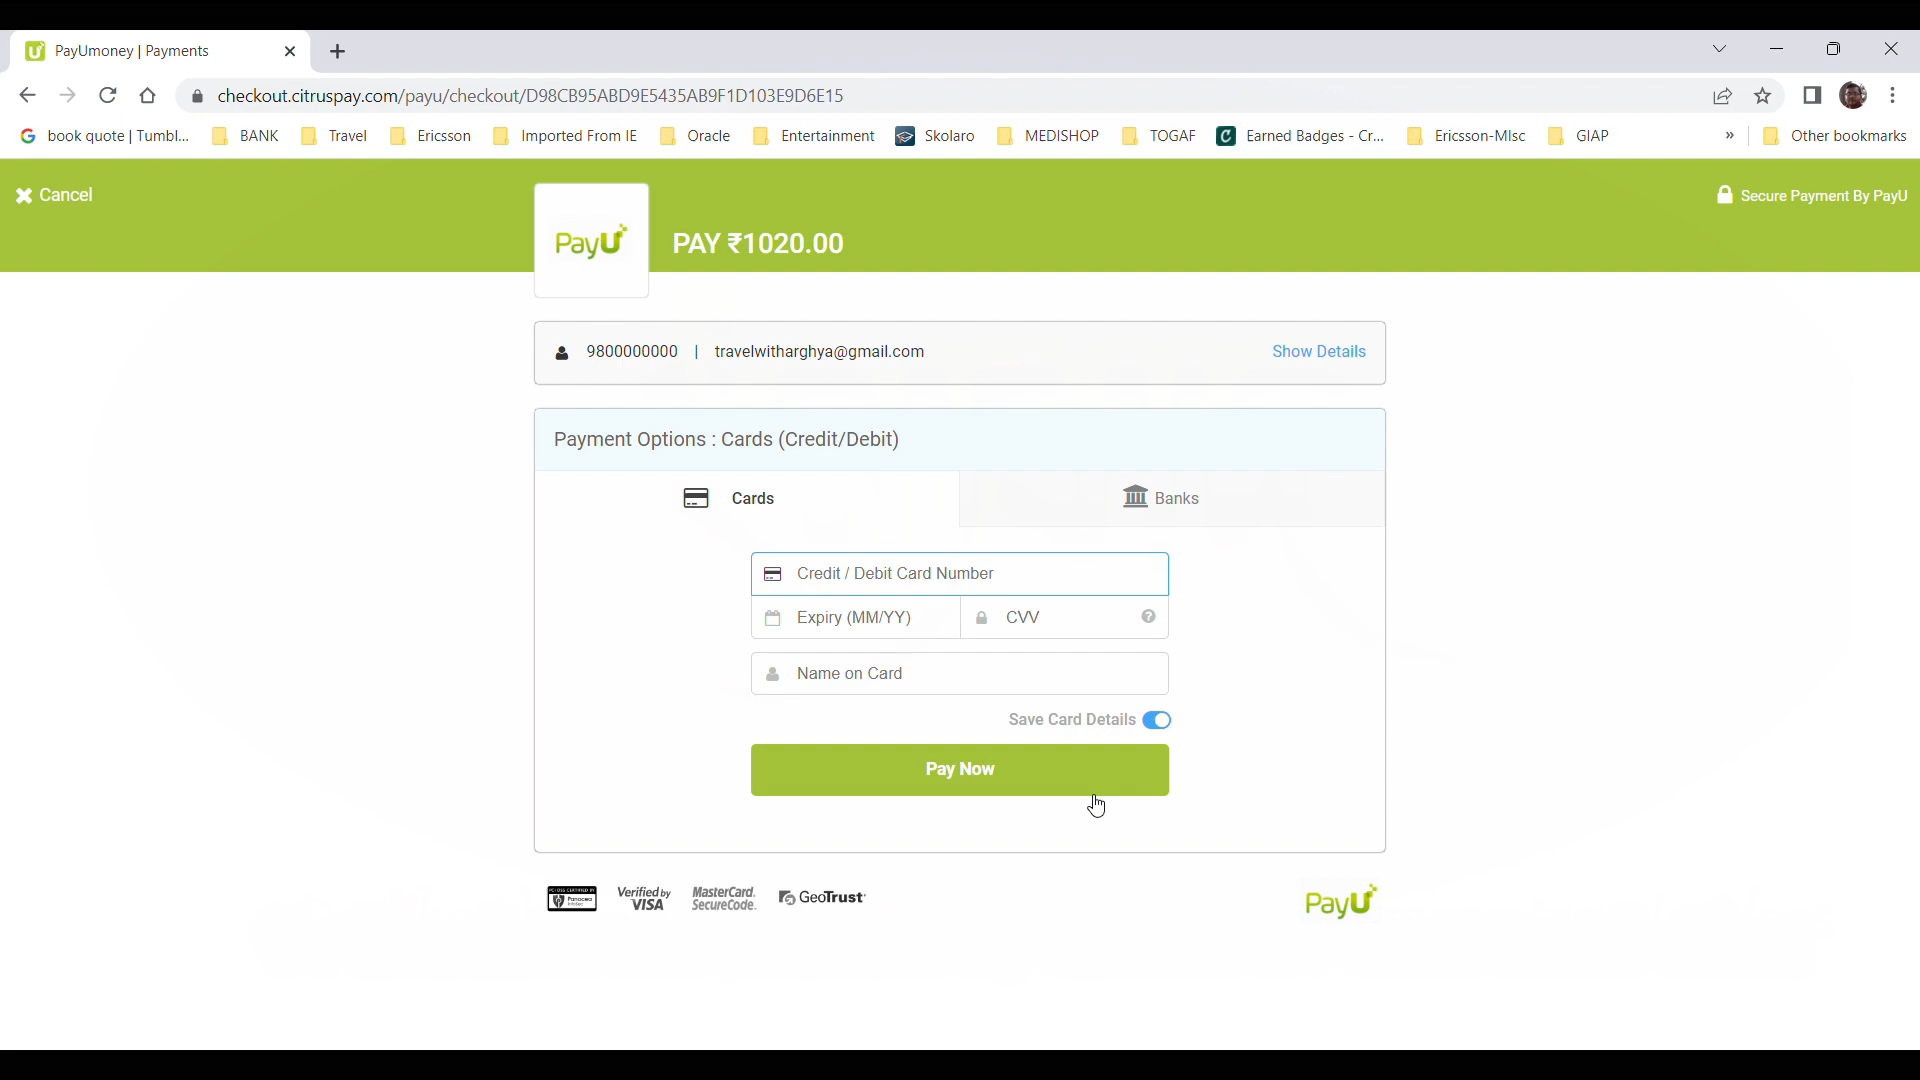 PayUmoney | Payments
checkout.citruspay.com/payu/checkout/D98CB95ABD9E5435AB9F1D103E9D6E15
book quote | Tumbl... BANK Travel Ericsson Imported From IE Oracle Entertainment Skolaro MEDISHOP TOGAF Earned Badges - Cr... Ericsson-MIsc GIAP » Other bookmarks
Cancel
Secure Payment By PayU
PayU
PAY ₹1020.00
9800000000 | travelwitharghya@gmail.com Show Details
Payment Options : Cards (Credit/Debit)
Cards Banks
Credit / Debit Card Number
Expiry (MM/YY) CVV ?
Name on Card
Save Card Details
Pay Now
Verified by VISA
MasterCard. SecureCode.
GeoTrust
PayU